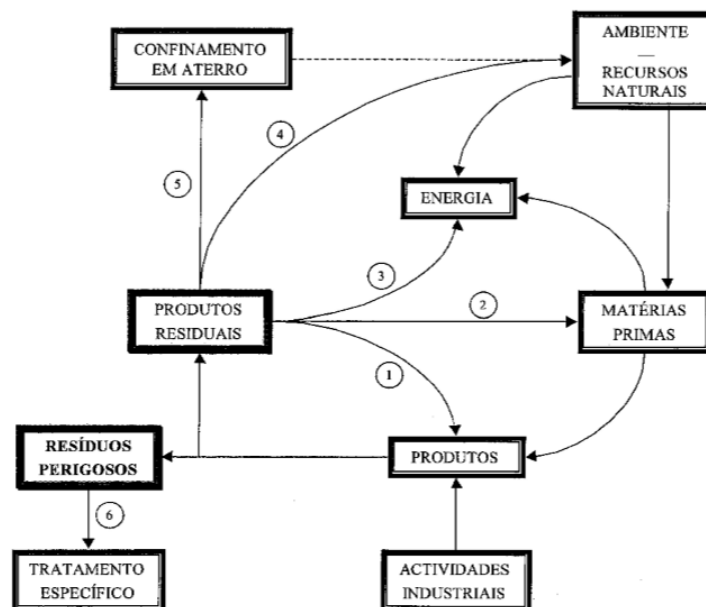 CONFINAMENTO
EM ATERRO
AMBIENTE
—
RECURSOS
NATURAIS
4
5
ENERGIA
3
PRODUTOS
RESIDUAIS
2
MATÉRIAS
PRIMAS
1
RESÍDUOS
PERIGOSOS
PRODUTOS
6
TRATAMENTO
ESPECÍFICO
ACTIVIDADES
INDUSTRIAIS